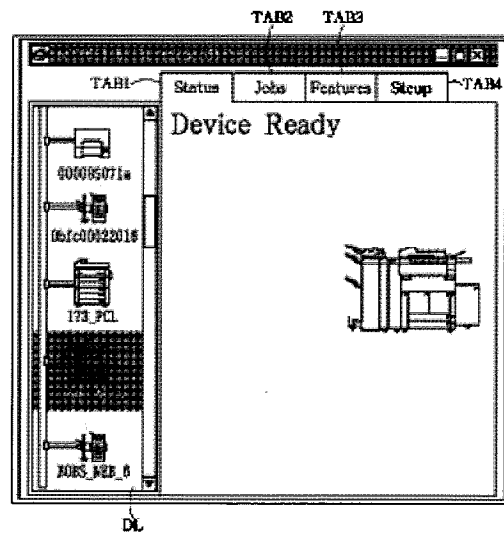 TAB2 TAB3
TAB1 Status Jobs Features Setup TAB4
Device Ready
173_PCL
DL